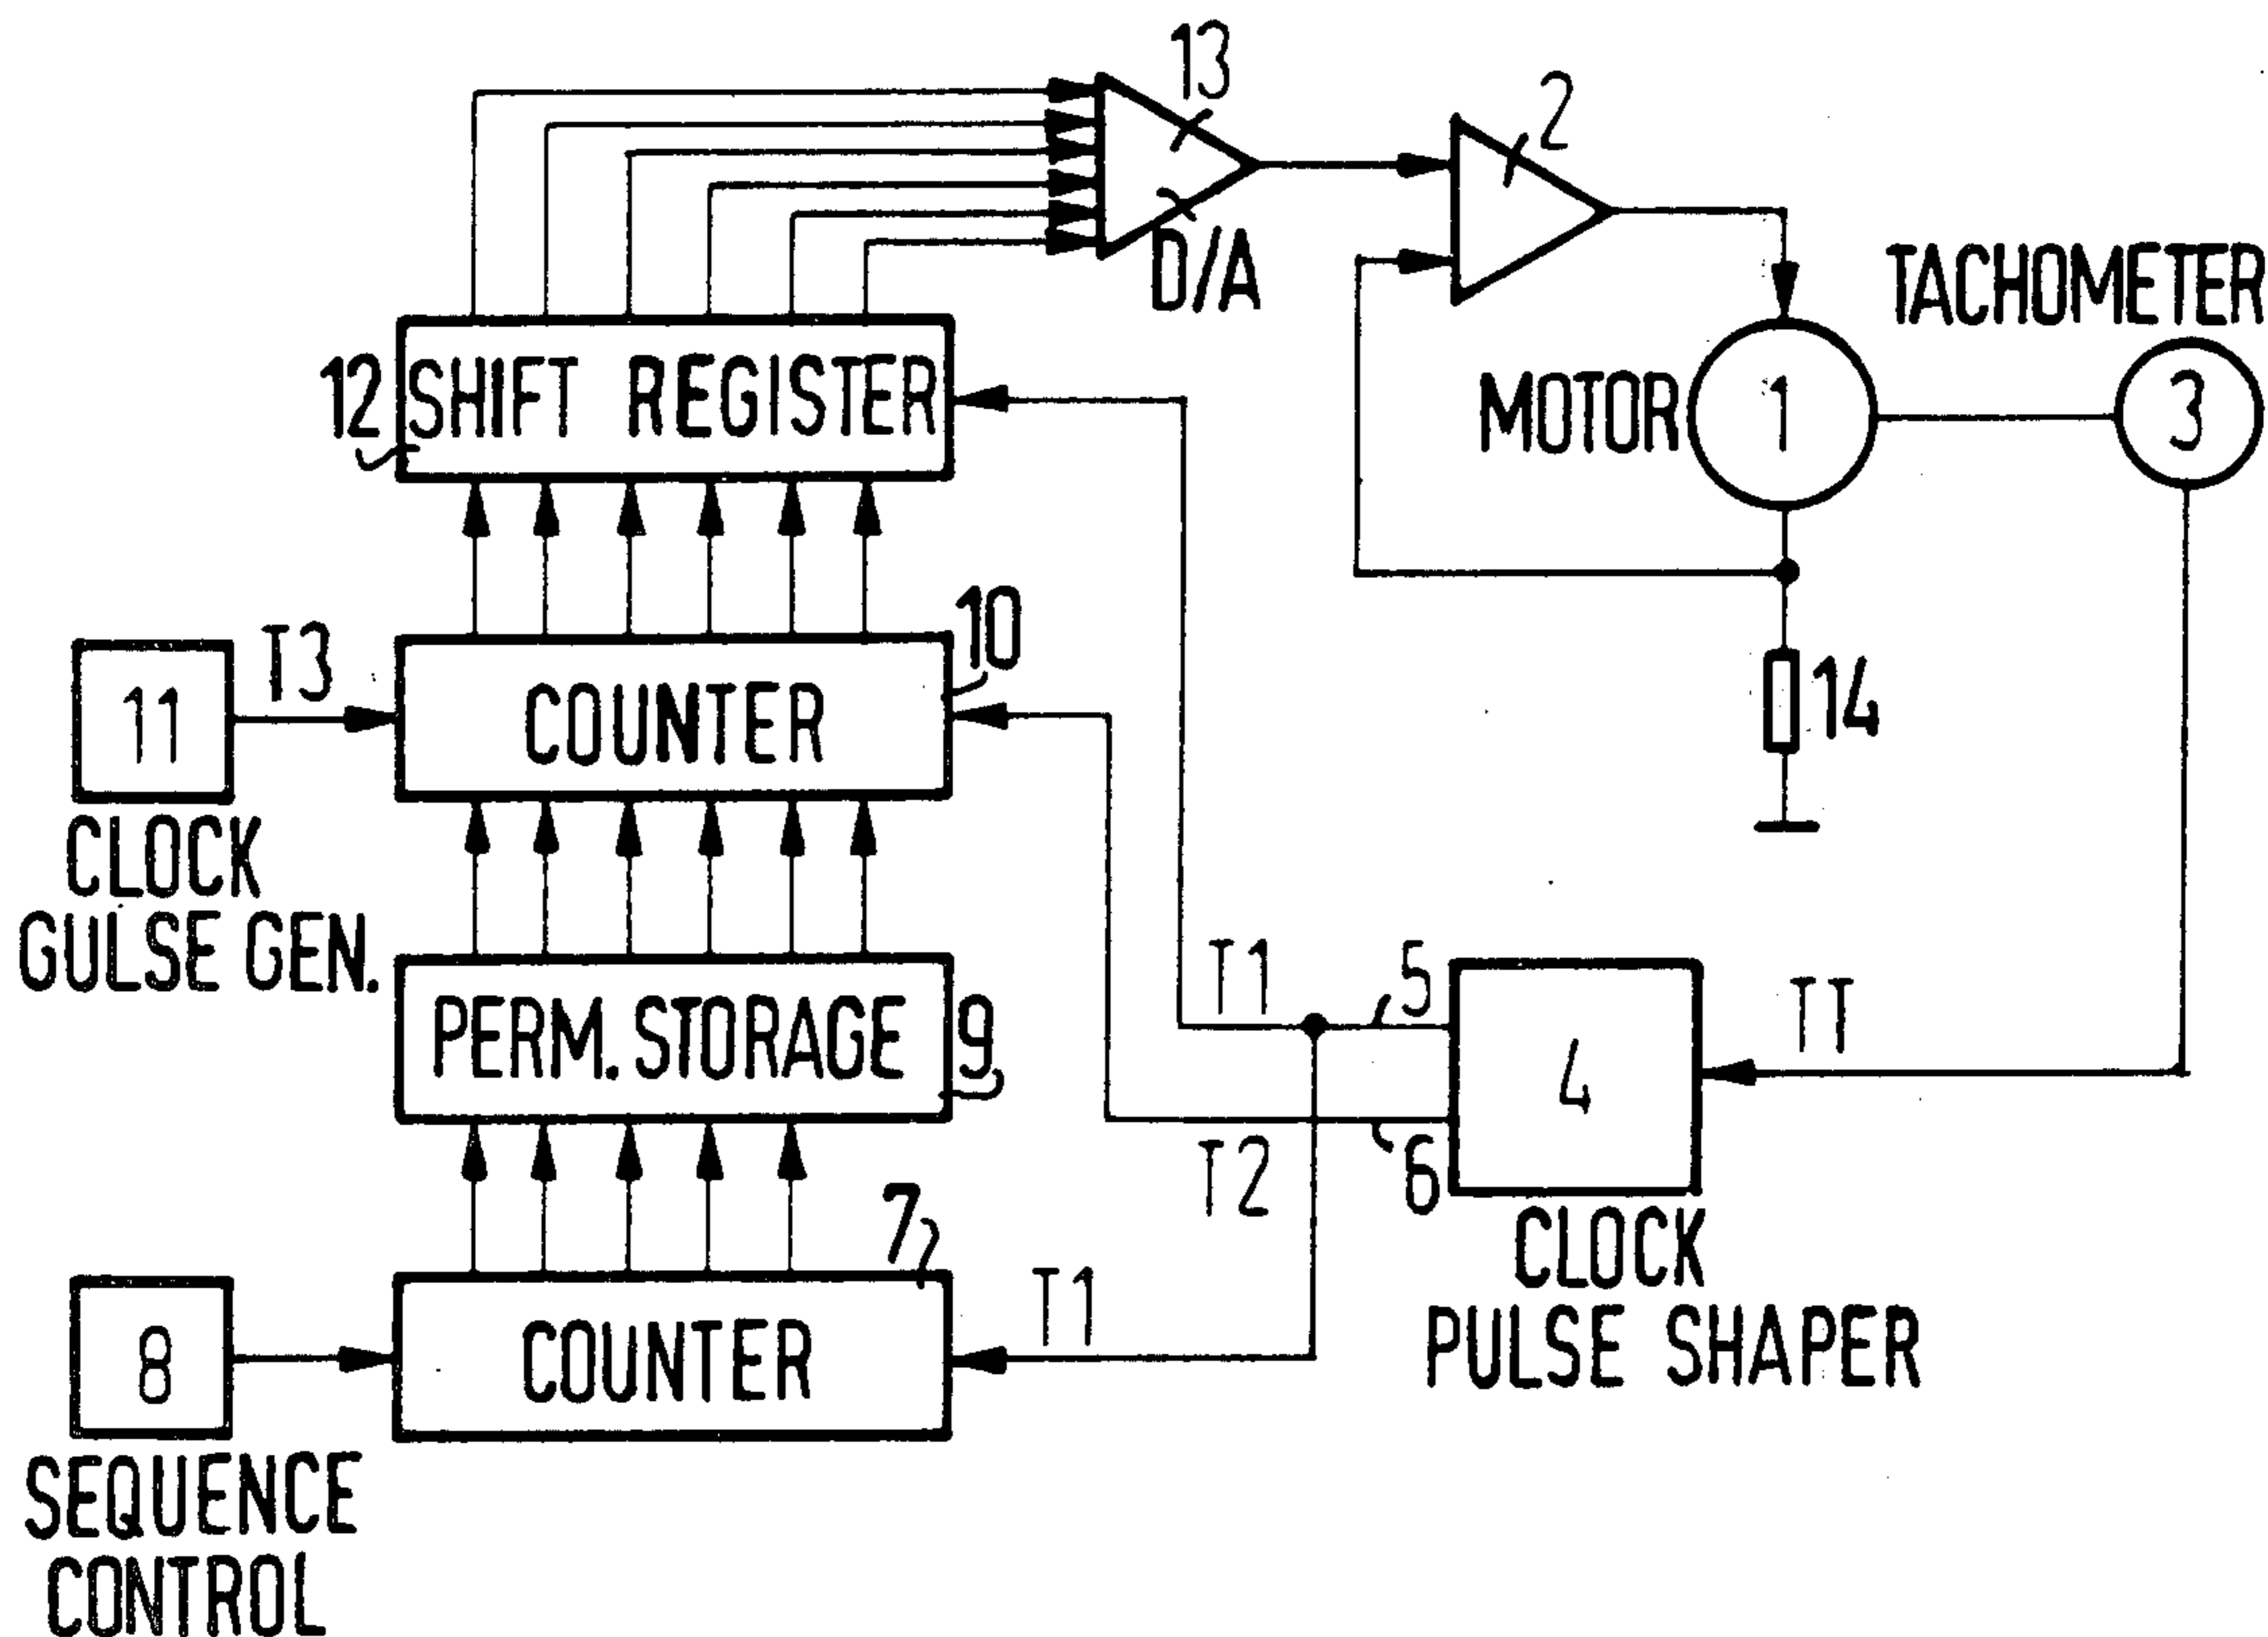 13
2
D/A
TACHOMETER
12 SHIFT REGISTER
MOTOR 1
3
10
T3
11
COUNTER
14
CLOCK
GULSE GEN.
T1
5
TT
PERM. STORAGE 9
4
T2
6
7
CLOCK
PULSE SHAPER
T1
8
COUNTER
SEQUENCE
CONTROL